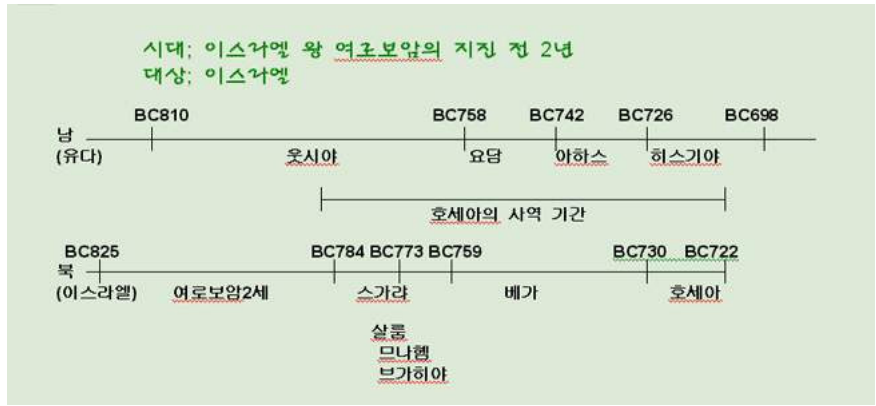 시대; 이스라엘 왕 여로보암의 지진 전 2년
대상; 이스라엘
BC810 BC758 BC742 BC726 BC698
남
(유다) 웃시야 요담 아하스 히스기야
호세아의 사역 기간
BC825 BC784 BC773 BC759 BC730 BC722
북
(이스라엘) 여로보암2세 스가랴 베가 호세아
살룸
므나헴
브가히야